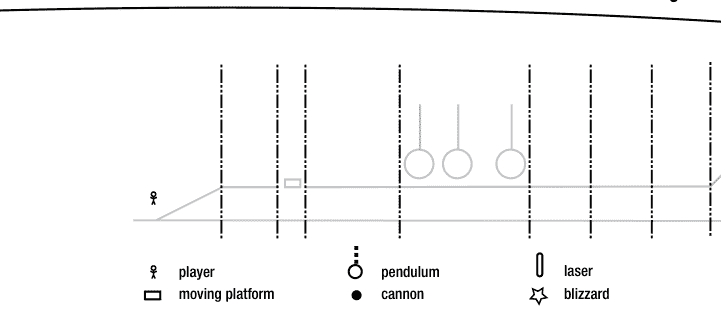 player
pendulum
laser
moving platform
cannon
blizzard